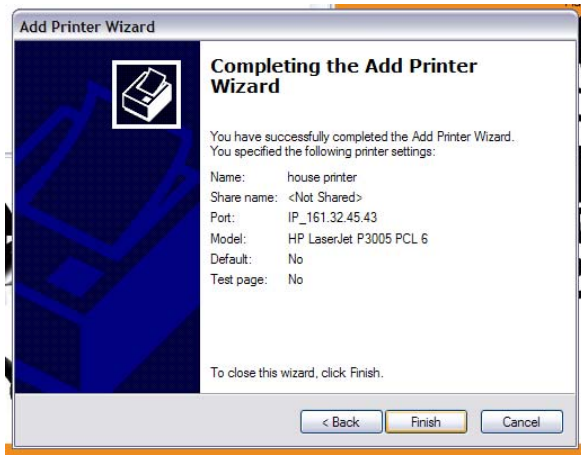 Add Printer Wizard
Completing the Add Printer
Wizard
You have successfully completed the Add Printer Wizard.
You specified the following printer settings:
Name: house printer
Share name: <Not Shared>
Port: IP_161.32.45.43
Model: HP LaserJet P3005 PCL 6
Default: No
Test page: No
To close this wizard, click Finish.
< Back Finish Cancel